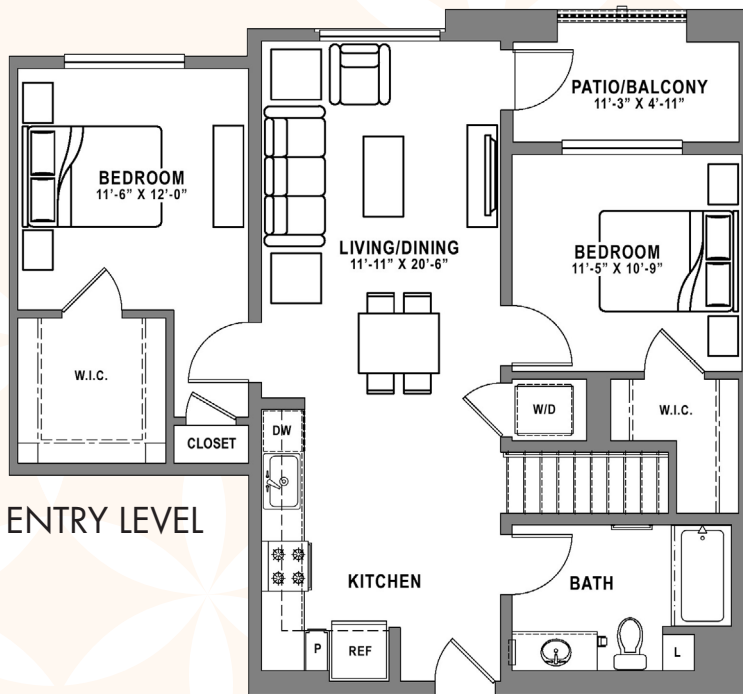 PATIO/BALCONY
11'-3" X 4'-11"
BEDROOM
11'-6" X 12'-0"
LIVING/DINING
11'-11" X 20'-6"
BEDROOM
11'-5" X 10'-9"
W.I.C.
W/D
W.I.C.
CLOSET
DW
ENTRY LEVEL
KITCHEN
BATH
P
REF
L